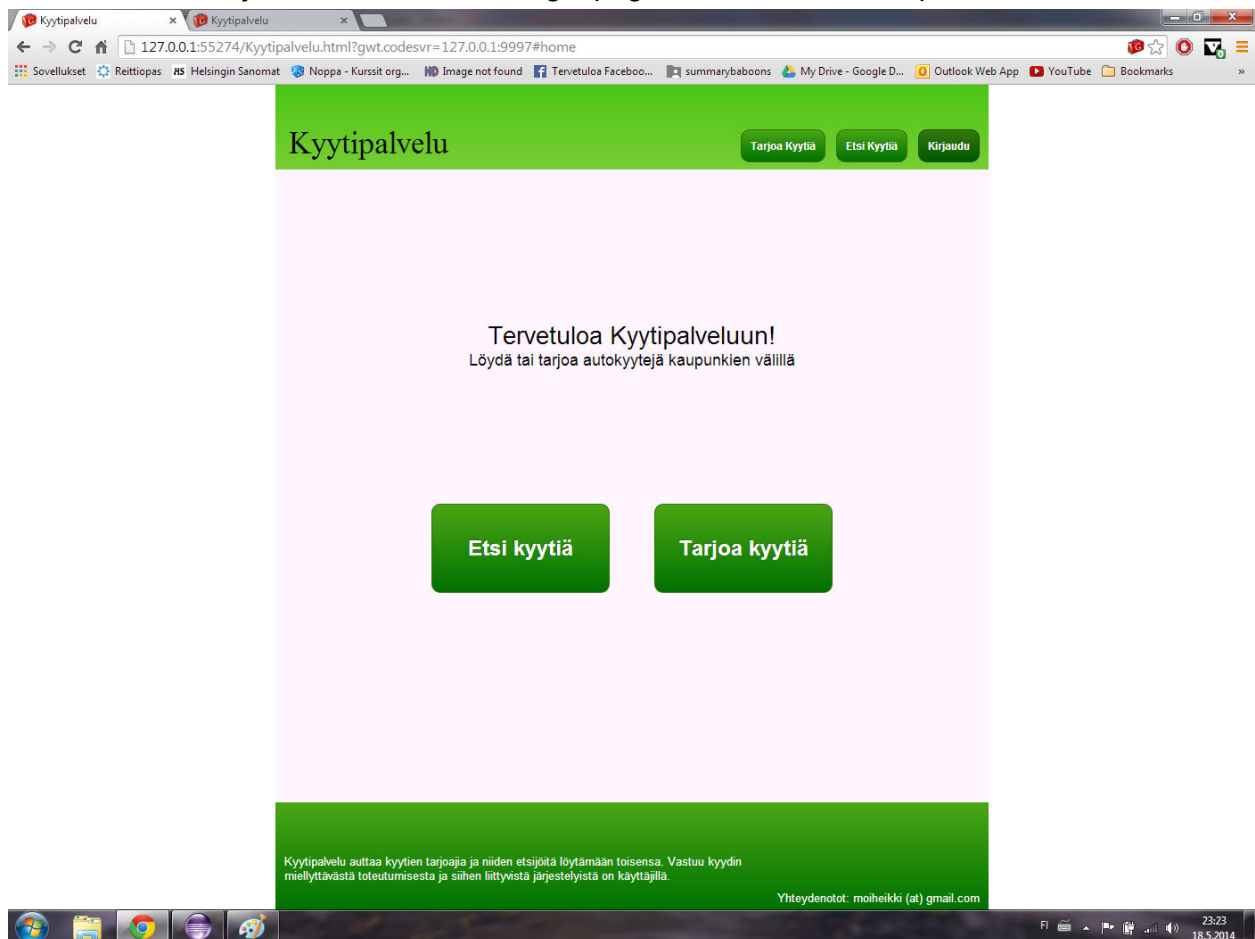 Kyytipalvelu
Kyytipalvelu
127.0.0.1:55274/Kyytipalvelu.html?gwt.codesvr=127.0.0.1:9997#home
Sovellukset Reittiopas HS Helsingin Sanomat Noppa - Kurssit org... Image not found Tervetuloa Faceboo... summarybaboons My Drive - Google D... Outlook Web App YouTube Bookmarks »
Kyytipalvelu
Tarjoa Kyytiä Etsi Kyytiä Kirjaudu
Tervetuloa Kyytipalveluun!
Löydä tai tarjoa autokyytejä kaupunkien välillä
Etsi kyytiä Tarjoa kyytiä
Kyytipalvelu auttaa kyytien tarjoajia ja niiden etsijöitä löytämään toisensa. Vastuu kyydin
miellyttävästä toteutumisesta ja siihen liittyvistä järjestelyistä on käyttäjillä.
Yhteydenotot: moiheikki (at) gmail.com
FI 23:23
18.5.2014